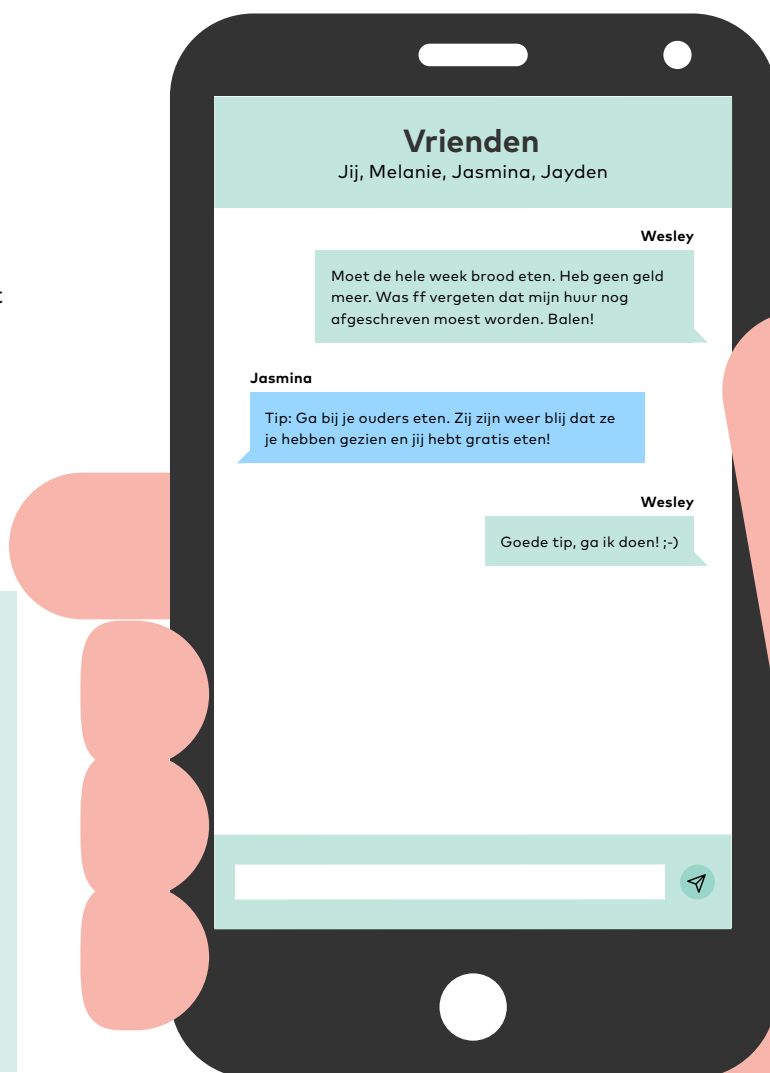 Vrienden
Jij, Melanie, Jasmina, Jayden
Wesley
Moet de hele week brood eten. Heb geen geld
meer. Was ff vergeten dat mijn huur nog
afgeschreven moest worden. Balen!
Jasmina
Tip: Ga bij je ouders eten. Zij zijn weer blij dat ze
je hebben gezien en jij hebt gratis eten!
Wesley
Goede tip, ga ik doen! ;-)